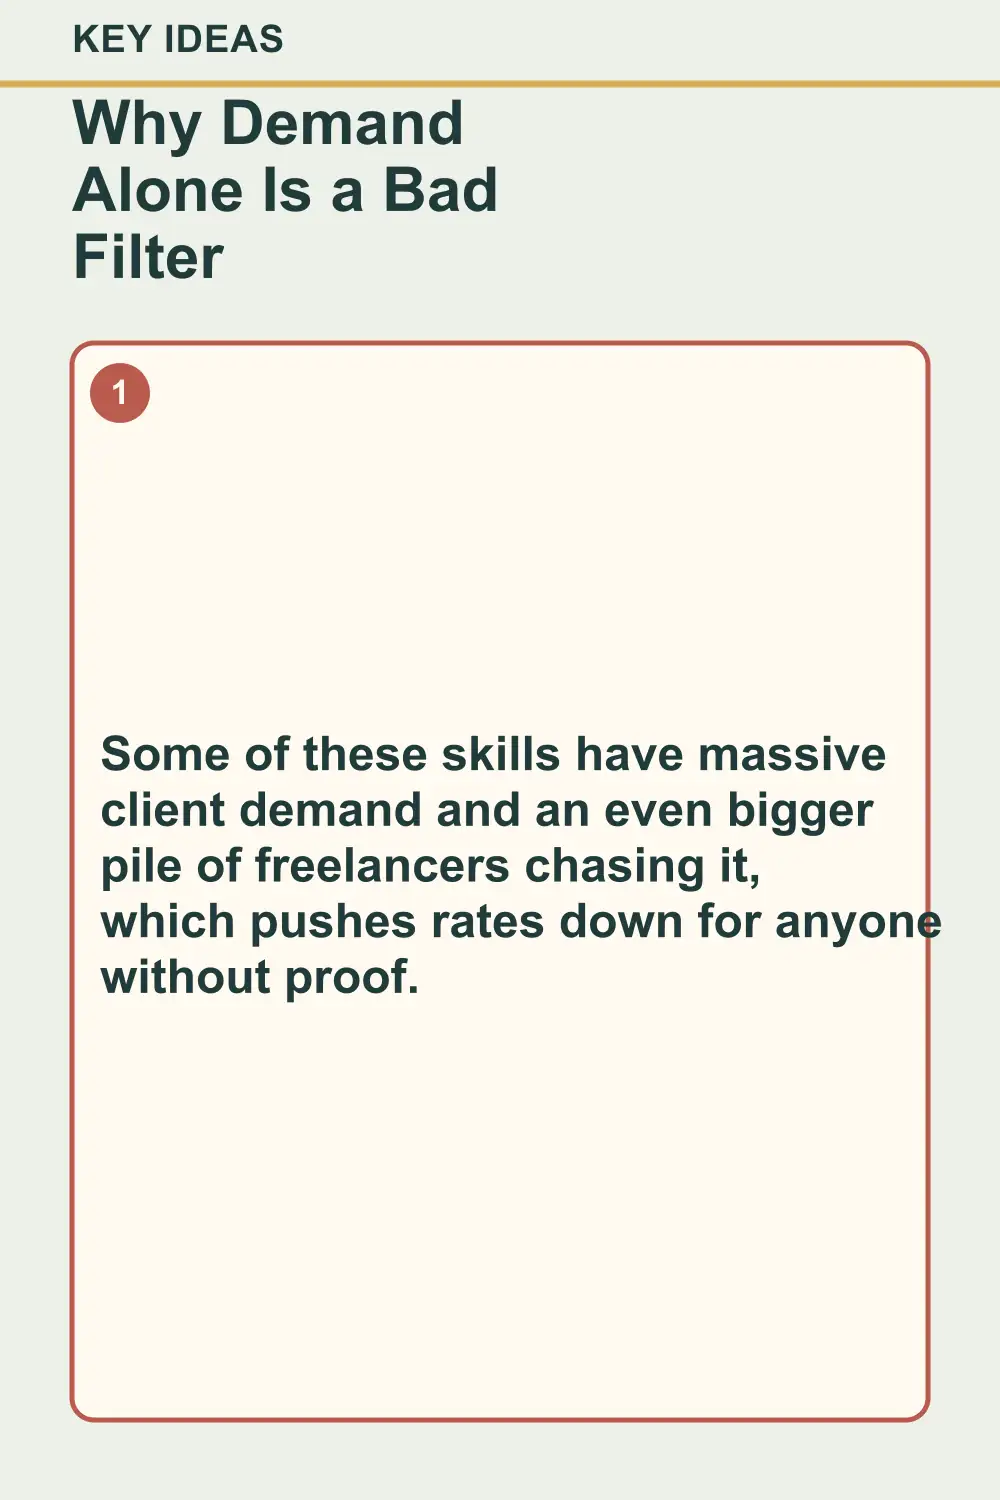 KEY IDEAS
Why Demand
Alone Is a Bad
Filter
1
Some of these skills have massive
client demand and an even bigger
pile of freelancers chasing it,
which pushes rates down for anyone
without proof.